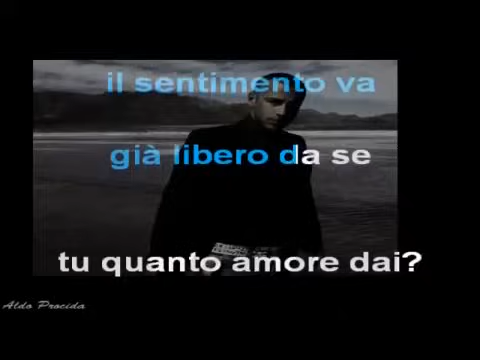 il sentimento va
già libero da se
tu quanto amore dai?
Aldo Procida